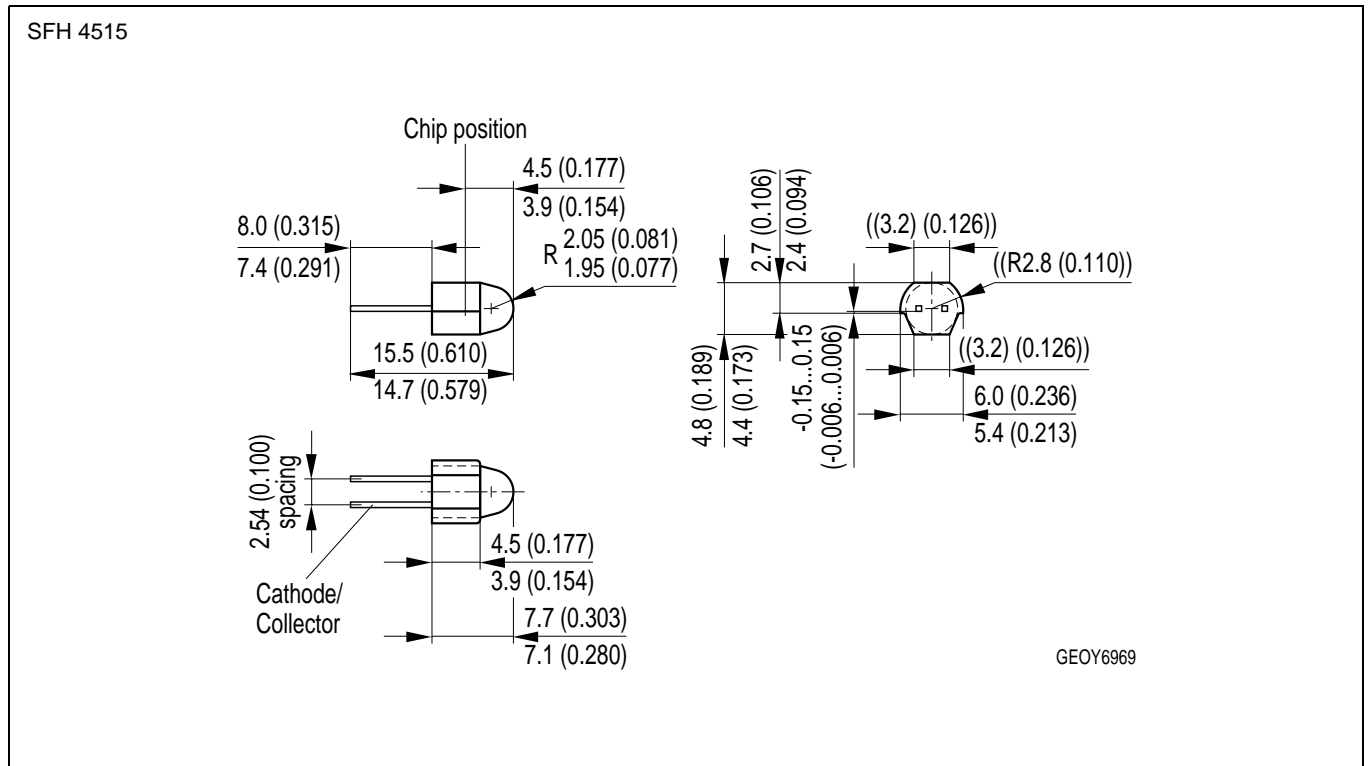 SFH 4515
Chip position
4.5 (0.177)
3.9 (0.154)
8.0 (0.315)
7.4 (0.291)
R
2.05 (0.081)
1.95 (0.077)
15.5 (0.610)
14.7 (0.579)
2.7 (0.106)
2.4 (0.094)
((3.2) (0.126))
((R2.8 (0.110))
4.8 (0.189)
4.4 (0.173)
-0.15...0.15
(-0.006...0.006)
((3.2) (0.126))
6.0 (0.236)
5.4 (0.213)
2.54 (0.100)
spacing
Cathode/
Collector
4.5 (0.177)
3.9 (0.154)
7.7 (0.303)
7.1 (0.280)
GEOY6969